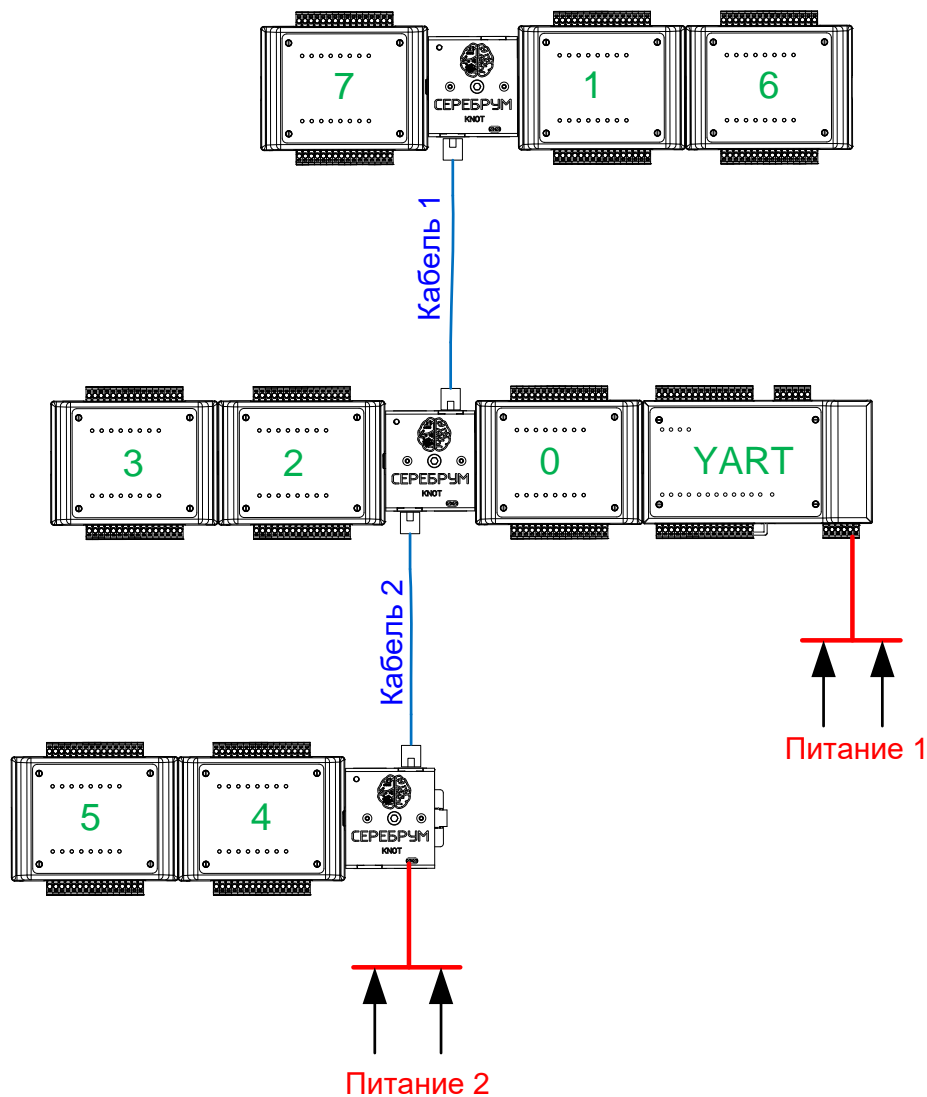 7
СЕРЕБРУМ
KNOT
1
6
Кабель 1
3
2
СЕРЕБРУМ
KNOT
0
YART
Кабель 2
Питание 1
5
4
СЕРЕБРУМ
KNOT
Питание 2